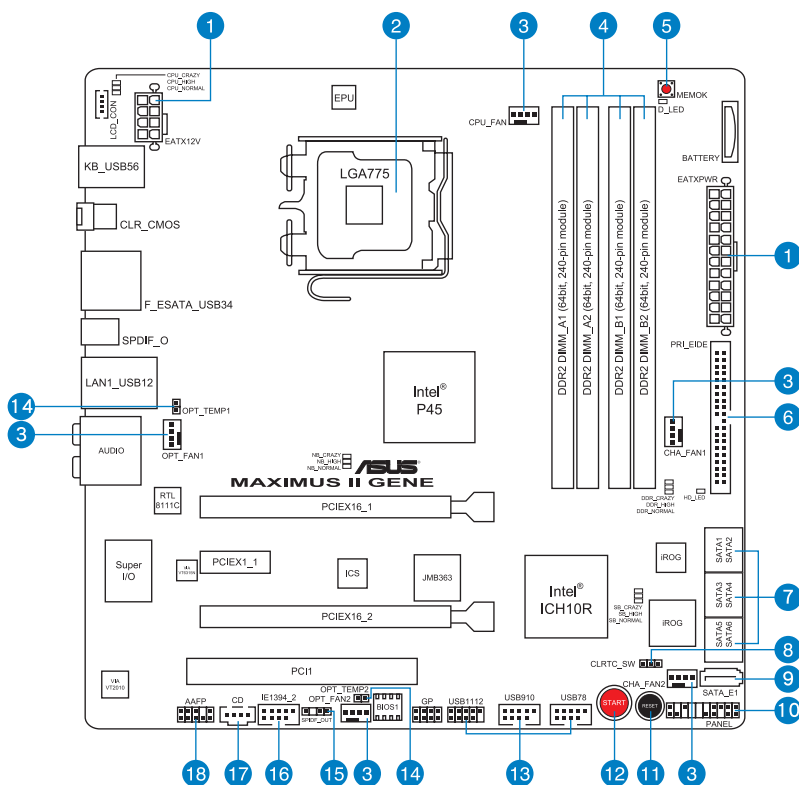 1
2
3
4
5
CPU_CRAZY
CPU_HIGH
CPU_NORMAL
LCD_CON
EATX12V
EPU
CPU_FAN
MEMOK
D_LED
BATTERY
KB_USB56
LGA775
EATXPWR
CLR_CMOS
DDR2 DIMM_A1 (64bit, 240-pin module)
DDR2 DIMM_A2 (64bit, 240-pin module)
DDR2 DIMM_B1 (64bit, 240-pin module)
DDR2 DIMM_B2 (64bit, 240-pin module)
1
F_ESATA_USB34
SPDIF_O
PRI_EIDE
LAN1_USB12
Intel®
P45
14
OPT_TEMP1
3
3
6
OPT_FAN1
AUDIO
CHA_FAN1
NB_CRAZY
NB_HIGH
NB_NORMAL
ASUS
MAXIMUS II GENE
DDR_CRAZY
DDR_HIGH
DDR_NORMAL
HD_LED
RTL
8111C
PCIEX16_1
SATA1
SATA2
iROG
Super
I/O
VIA
PCIEX1_1
ICS
JMB363
Intel®
ICH10R
SB_CRAZY
SB_HIGH
SB_NORMAL
iROG
SATA3
SATA4
7
PCIEX16_2
SATA5
SATA6
CLRTC_SW
8
PCI1
VIA
VT2010
CHA_FAN2
SATA_E1
9
OPT_TEMP2
OPT_FAN2
AAFP
CD
IE1394_2
SPDIF_OUT
BIOS1
GP
USB1112
USB910
USB78
START
RESET
PANEL
10
18
17
16
15
3
14
13
12
11
3